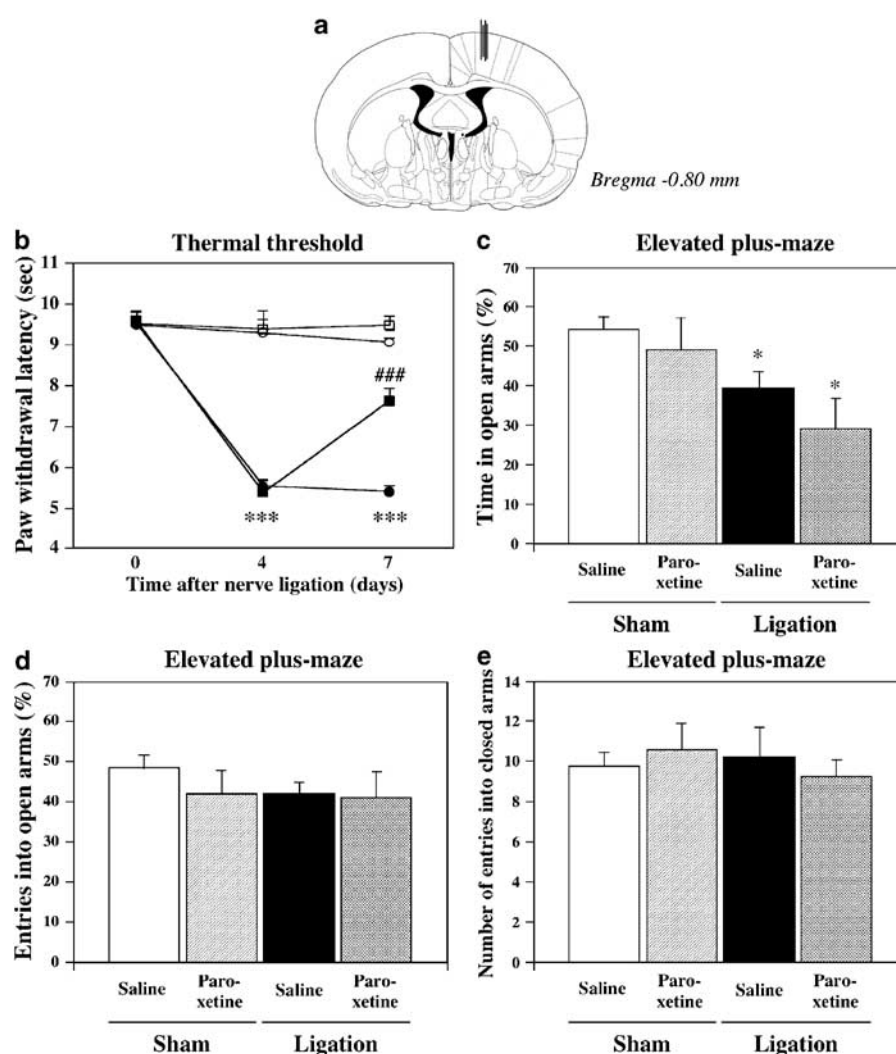 a
Bregma -0.80 mm
b
Thermal threshold
Paw withdrawal latency (sec)
11
10
9
8
7
6
5
4
###
***
***
0
4
7
Time after nerve ligation (days)
c
Elevated plus-maze
Time in open arms (%)
70
60
50
40
30
20
10
0
*
*
Saline
Paro-
xetine
Saline
Paro-
xetine
Sham
Ligation
d
Elevated plus-maze
Entries into open arms (%)
70
60
50
40
30
20
10
0
Saline
Paro-
xetine
Saline
Paro-
xetine
Sham
Ligation
e
Elevated plus-maze
Number of entries into closed arms
14
12
10
8
6
4
2
0
Saline
Paro-
xetine
Saline
Paro-
xetine
Sham
Ligation